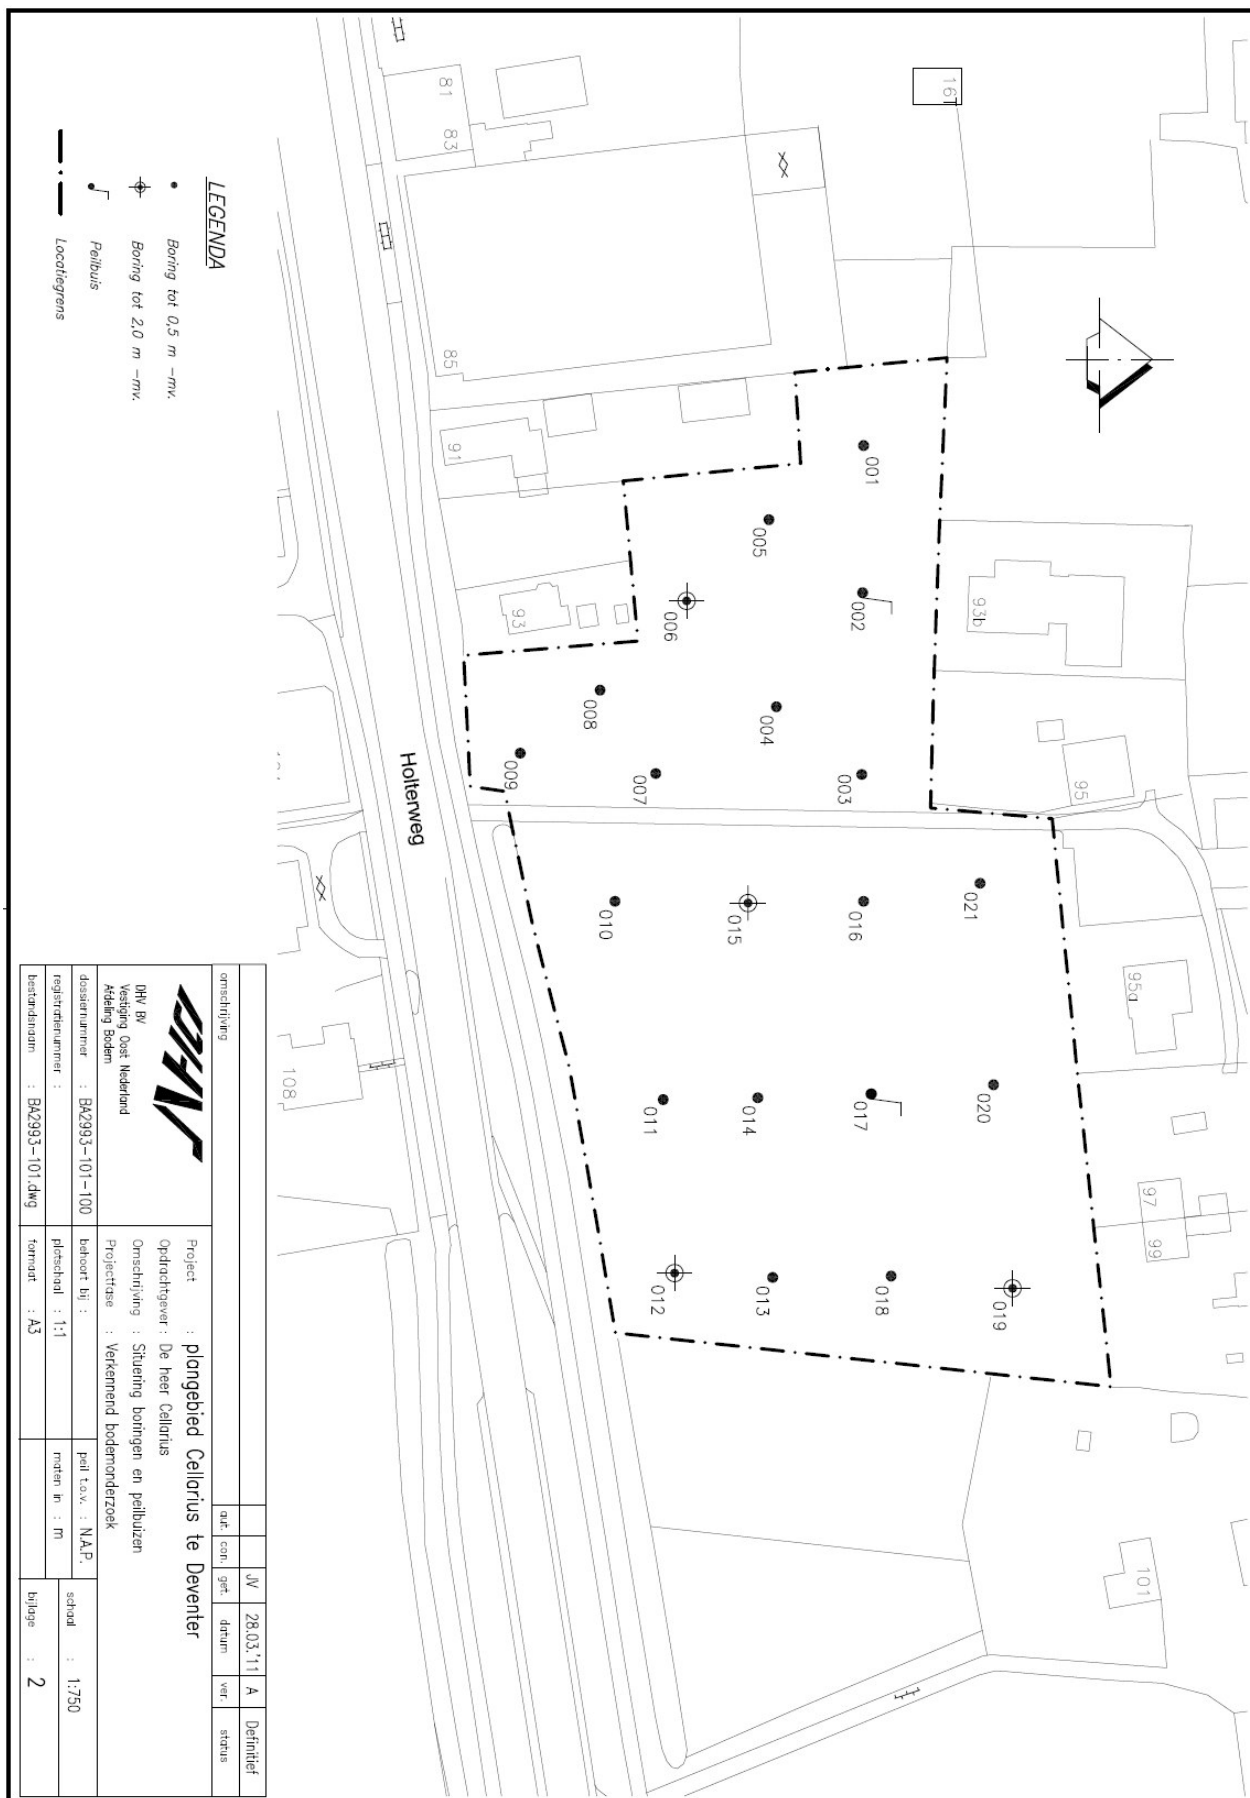 LEGENDA
Boring tot 0,5 m -mv.
Boring tot 2,0 m -mv.
Peilbuis
Locatiegrens
81
83
85
91
93
93b
95
95a
97
99
101
108
161
Holterweg
001
002
003
004
005
006
007
008
009
010
011
012
013
014
015
016
017
018
019
020
021
JV 28.03.'11 A Definitief
omschrijving aut. con. get. datum ver. status
DHV
DHV BV
Vestiging Oost Nederland
Afdeling Bodem
Project : plangebied Cellarius te Deventer
Opdrachtgever : De heer Cellarius
Omschrijving : Situering boringen en peilbuizen
Projectfase : Verkennend bodemonderzoek
dossiernummer : BA2993-101-100 behoort bij : peil t.o.v. : N.A.P. schaal : 1:750
registratienummer : plotschaal : 1:1 maten in : m
bestandsnaam : BA2993-101.dwg formaat : A3 bijlage : 2